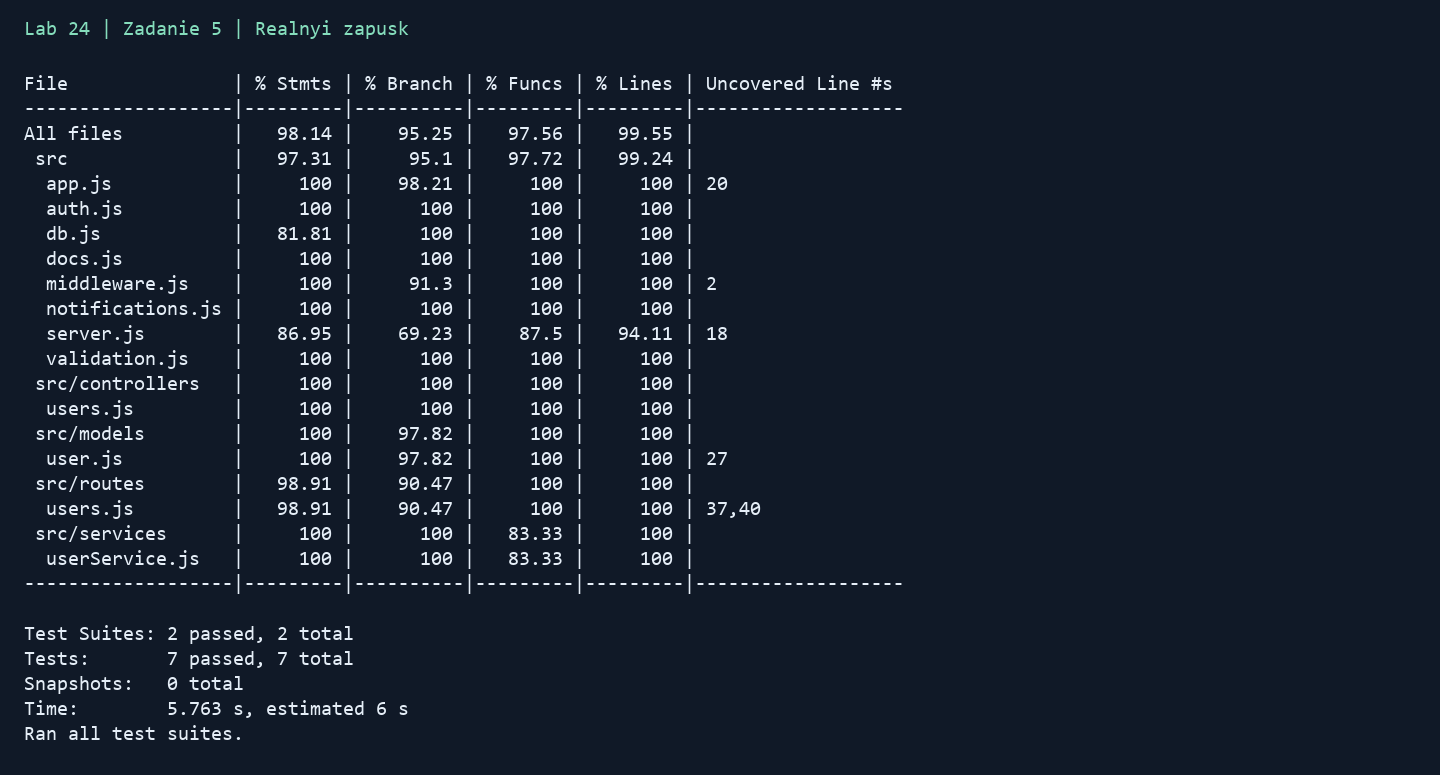 Lab 24 | Zadanie 5 | Realnyi zapusk
File               | % Stmts | % Branch | % Funcs | % Lines | Uncovered Line #s
-------------------|---------|----------|---------|---------|-------------------
All files          |   98.14 |    95.25 |   97.56 |   99.55 |
 src               |   97.31 |     95.1 |   97.72 |   99.24 |
  app.js           |     100 |    98.21 |     100 |     100 | 20
  auth.js          |     100 |      100 |     100 |     100 |
  db.js            |   81.81 |      100 |     100 |     100 |
  docs.js          |     100 |      100 |     100 |     100 |
  middleware.js    |     100 |     91.3 |     100 |     100 | 2
  notifications.js |     100 |      100 |     100 |     100 |
  server.js        |   86.95 |    69.23 |    87.5 |   94.11 | 18
  validation.js    |     100 |      100 |     100 |     100 |
 src/controllers   |     100 |      100 |     100 |     100 |
  users.js         |     100 |      100 |     100 |     100 |
 src/models        |     100 |    97.82 |     100 |     100 |
  user.js          |     100 |    97.82 |     100 |     100 | 27
 src/routes        |   98.91 |    90.47 |     100 |     100 |
  users.js         |   98.91 |    90.47 |     100 |     100 | 37,40
 src/services      |     100 |      100 |   83.33 |     100 |
  userService.js   |     100 |      100 |   83.33 |     100 |
-------------------|---------|----------|---------|---------|-------------------
Test Suites: 2 passed, 2 total
Tests:       7 passed, 7 total
Snapshots:   0 total
Time:        5.763 s, estimated 6 s
Ran all test suites.